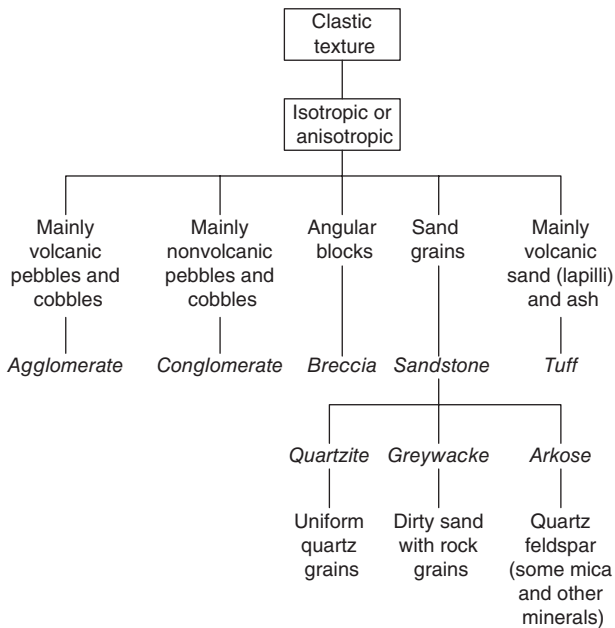 Clastic
texture
Isotropic or
anisotropic
Mainly
volcanic
pebbles and
cobbles
Mainly
nonvolcanic
pebbles and
cobbles
Angular
blocks
Sand
grains
Mainly
volcanic
sand (lapilli)
and ash
Agglomerate
Conglomerate
Breccia
Sandstone
Tuff
Quartzite
Greywacke
Arkose
Uniform
quartz
grains
Dirty sand
with rock
grains
Quartz
feldspar
(some mica
and other
minerals)